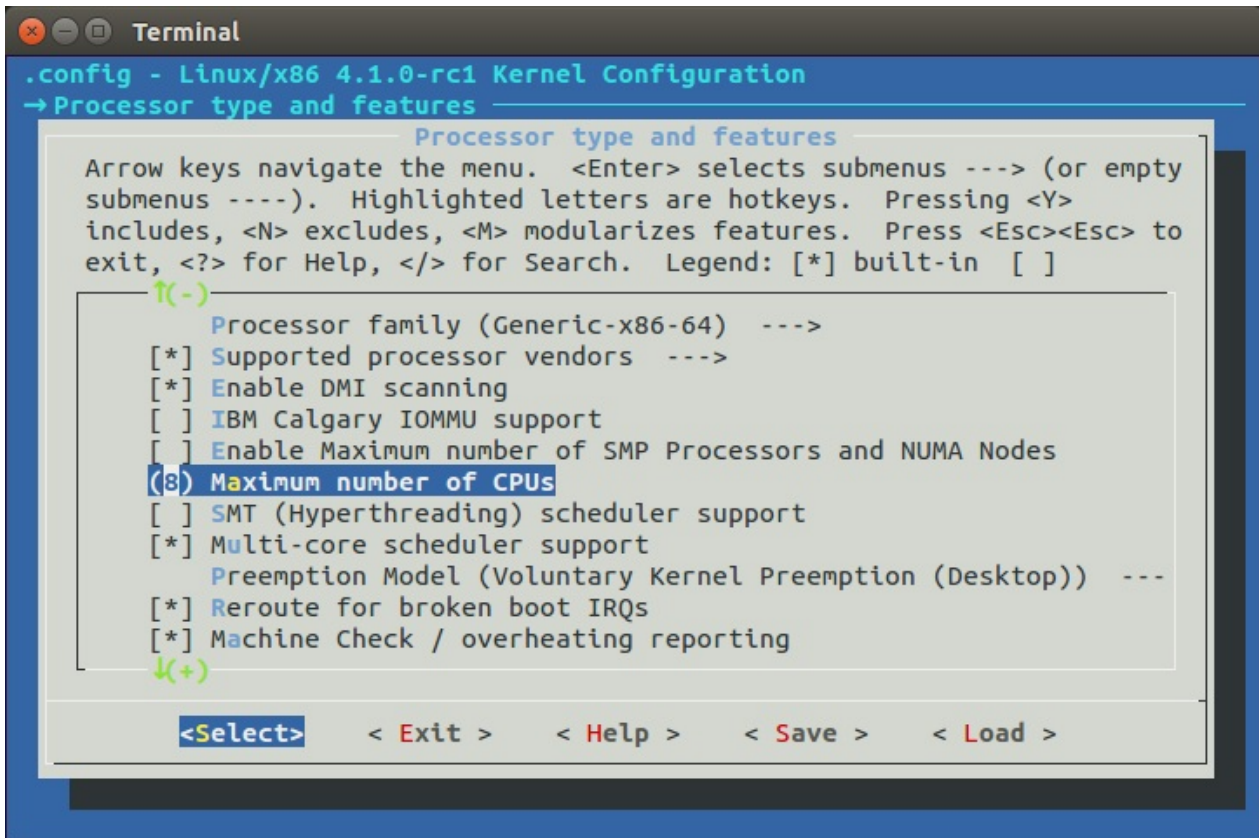 Terminal
.config - Linux/x86 4.1.0-rc1 Kernel Configuration
→ Processor type and features
Processor type and features
Arrow keys navigate the menu.  <Enter> selects submenus ---> (or empty
submenus ----).  Highlighted letters are hotkeys.  Pressing <Y>
includes, <N> excludes, <M> modularizes features.  Press <Esc><Esc> to
exit, <?> for Help, </> for Search.  Legend: [*] built-in  [ ]
↑(-)
Processor family (Generic-x86-64)  --->
[*] Supported processor vendors  --->
[*] Enable DMI scanning
[ ] IBM Calgary IOMMU support
[ ] Enable Maximum number of SMP Processors and NUMA Nodes
(8) Maximum number of CPUs
[ ] SMT (Hyperthreading) scheduler support
[*] Multi-core scheduler support
Preemption Model (Voluntary Kernel Preemption (Desktop))  ---
[*] Reroute for broken boot IRQs
[*] Machine Check / overheating reporting
↓(+)
<Select>    < Exit >    < Help >    < Save >    < Load >